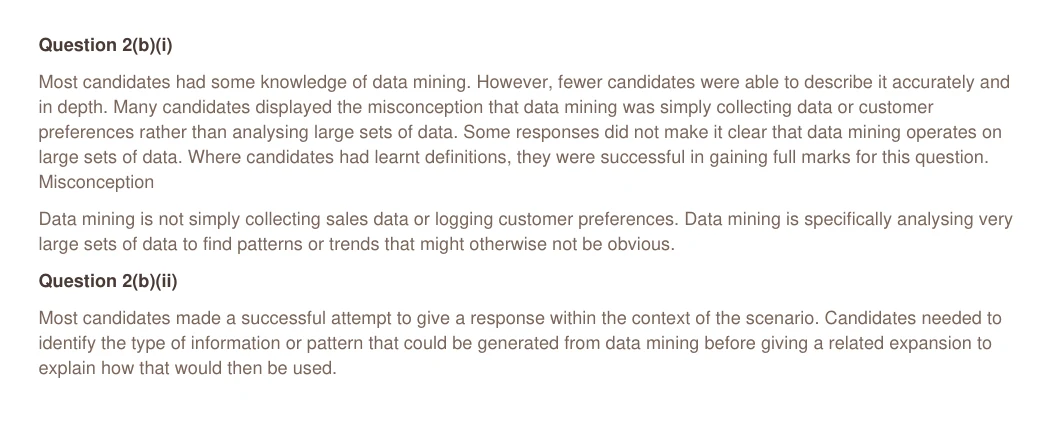 Question 2(b)(i)
Most candidates had some knowledge of data mining. However, fewer candidates were able to describe it accurately and
in depth. Many candidates displayed the misconception that data mining was simply collecting data or customer
preferences rather than analysing large sets of data. Some responses did not make it clear that data mining operates on
large sets of data. Where candidates had learnt definitions, they were successful in gaining full marks for this question.
Misconception
Data mining is not simply collecting sales data or logging customer preferences. Data mining is specifically analysing very
large sets of data to find patterns or trends that might otherwise not be obvious.
Question 2(b)(ii)
Most candidates made a successful attempt to give a response within the context of the scenario. Candidates needed to
identify the type of information or pattern that could be generated from data mining before giving a related expansion to
explain how that would then be used.